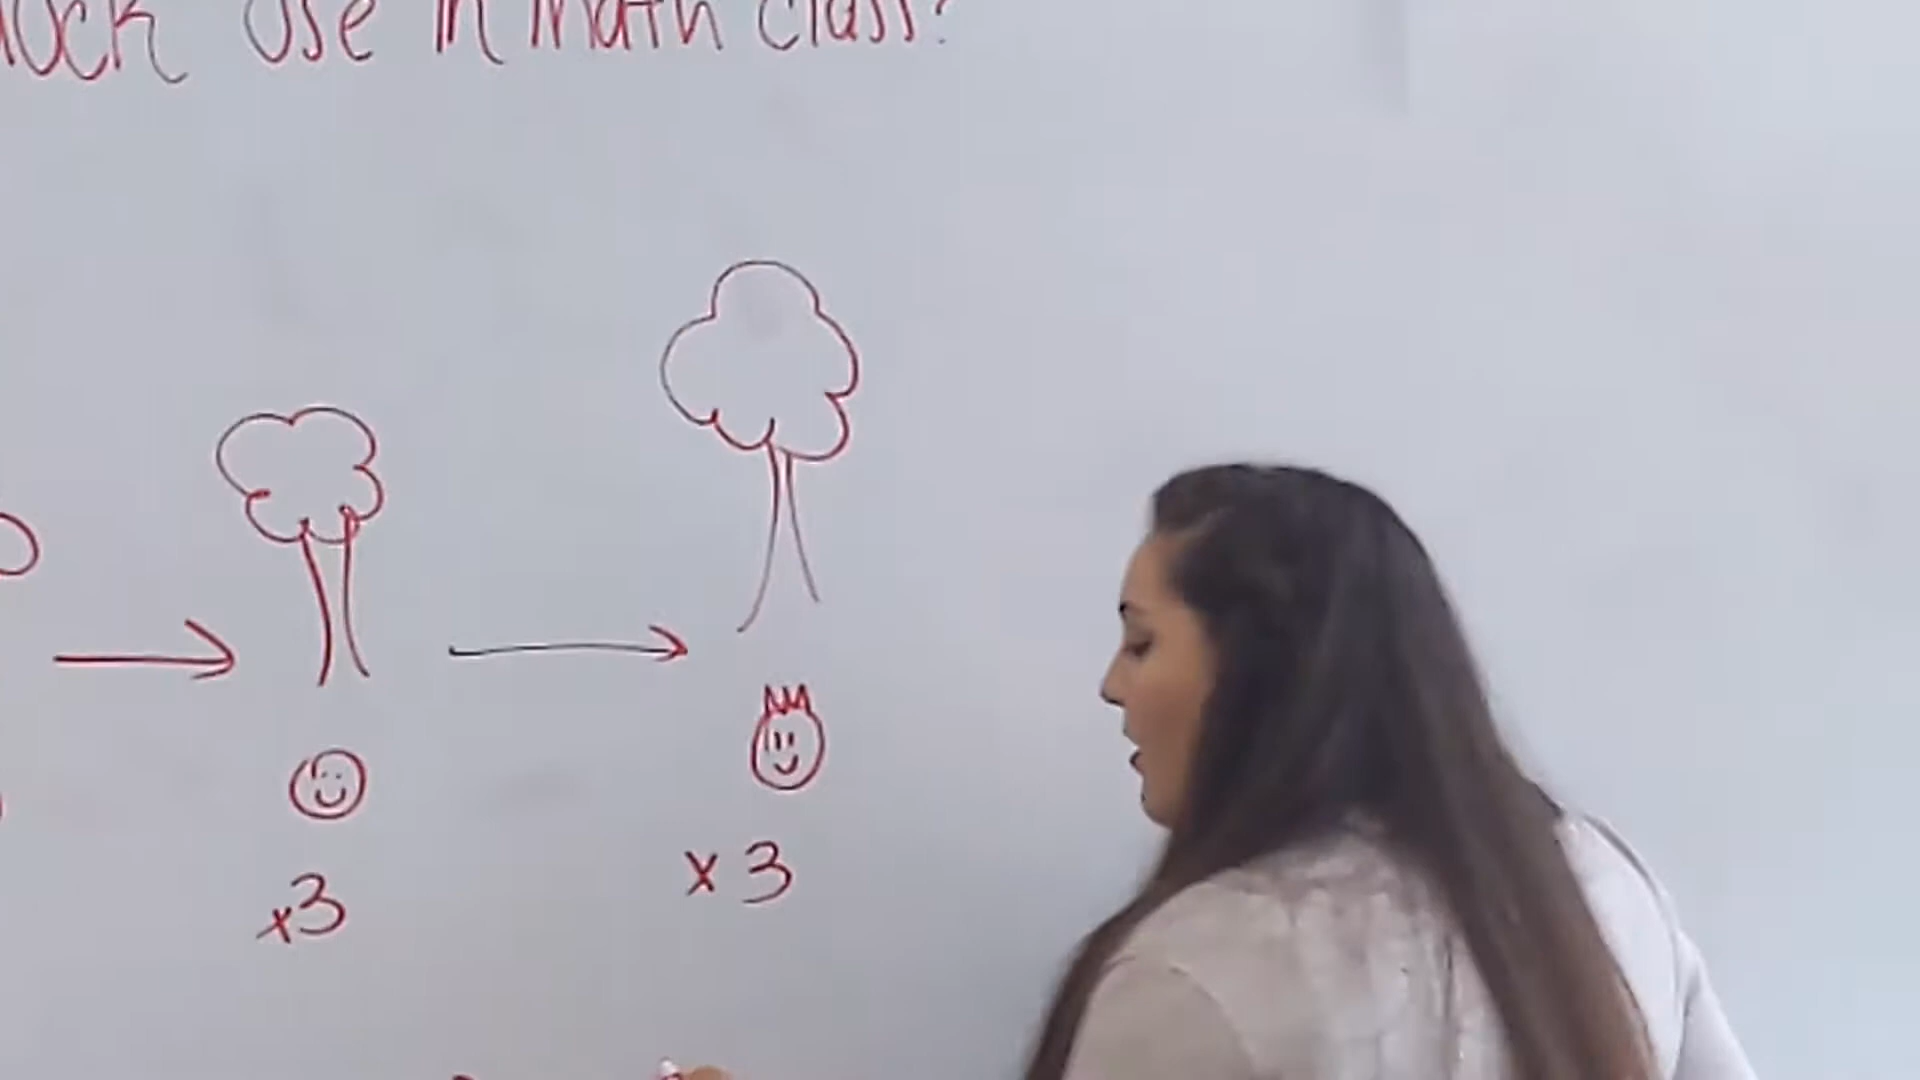 use in math class?
x3
x 3